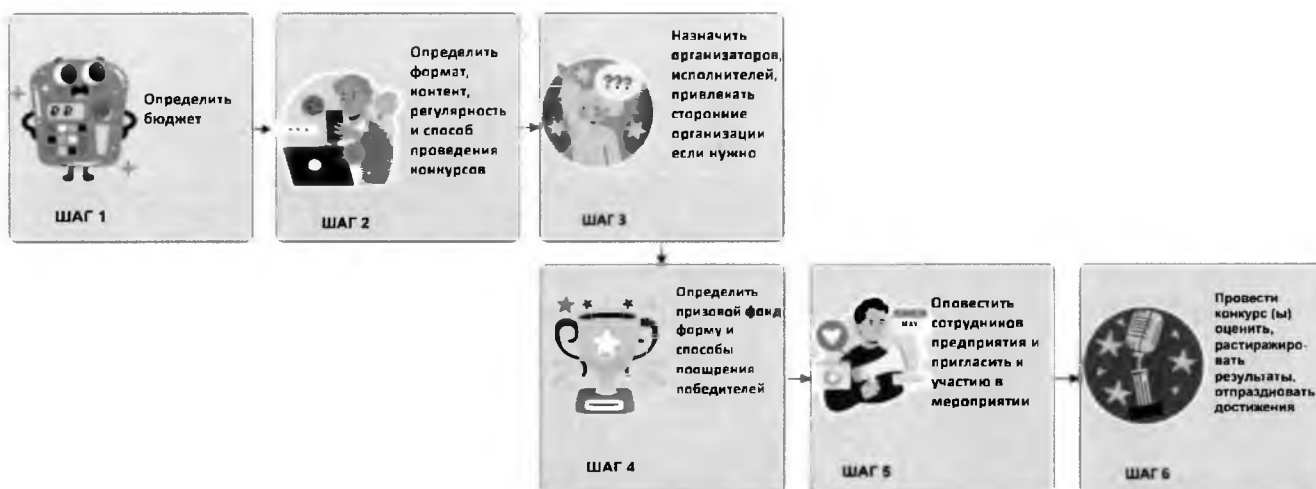 Определить
бюджет
ШАГ 1
Определить
формат,
контент,
регулярность
и способ
проведения
конкурсов
ШАГ 2
???
Назначить
организаторов,
исполнителей,
привлекать
сторонние
организации
если нужно
ШАГ 3
Определить
призовой фонд
форму и
способы
поощрения
победителей
ШАГ 4
MAY
Оповестить
сотрудников
предприятия и
пригласить к
участию в
мероприятии
ШАГ 5
Провести
конкурс (ы)
оценить,
растиражиро-
вать
результаты,
отпраздновать
достижения
ШАГ 6